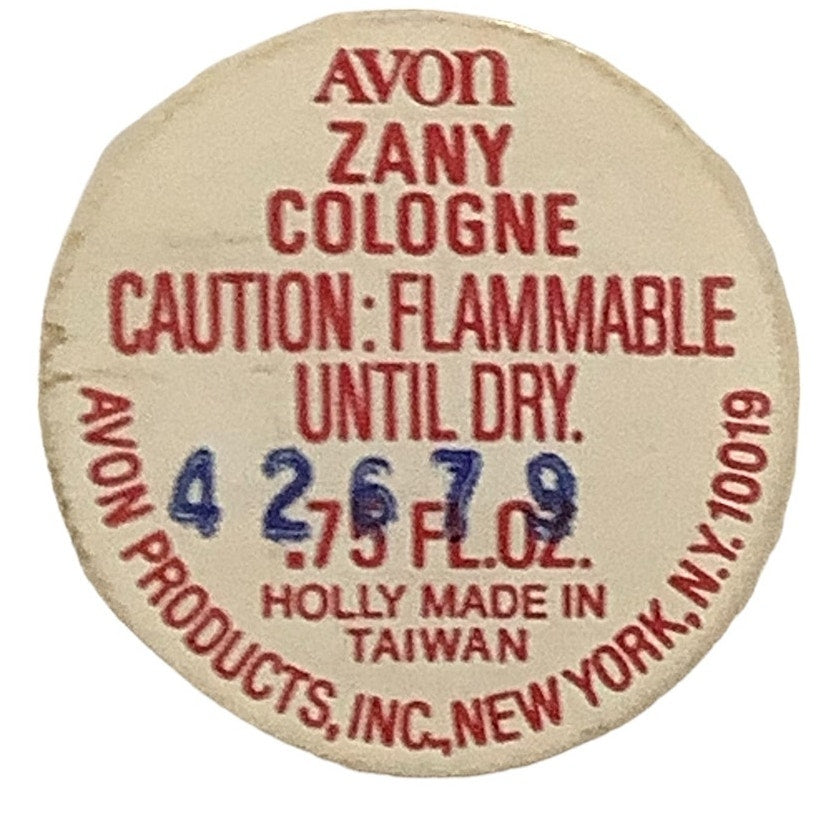 AVON
ZANY
COLOGNE
CAUTION: FLAMMABLE
UNTIL DRY.
42679
.75 FL.OZ.
HOLLY MADE IN
TAIWAN
AVON PRODUCTS, INC., NEW YORK, N.Y. 10019